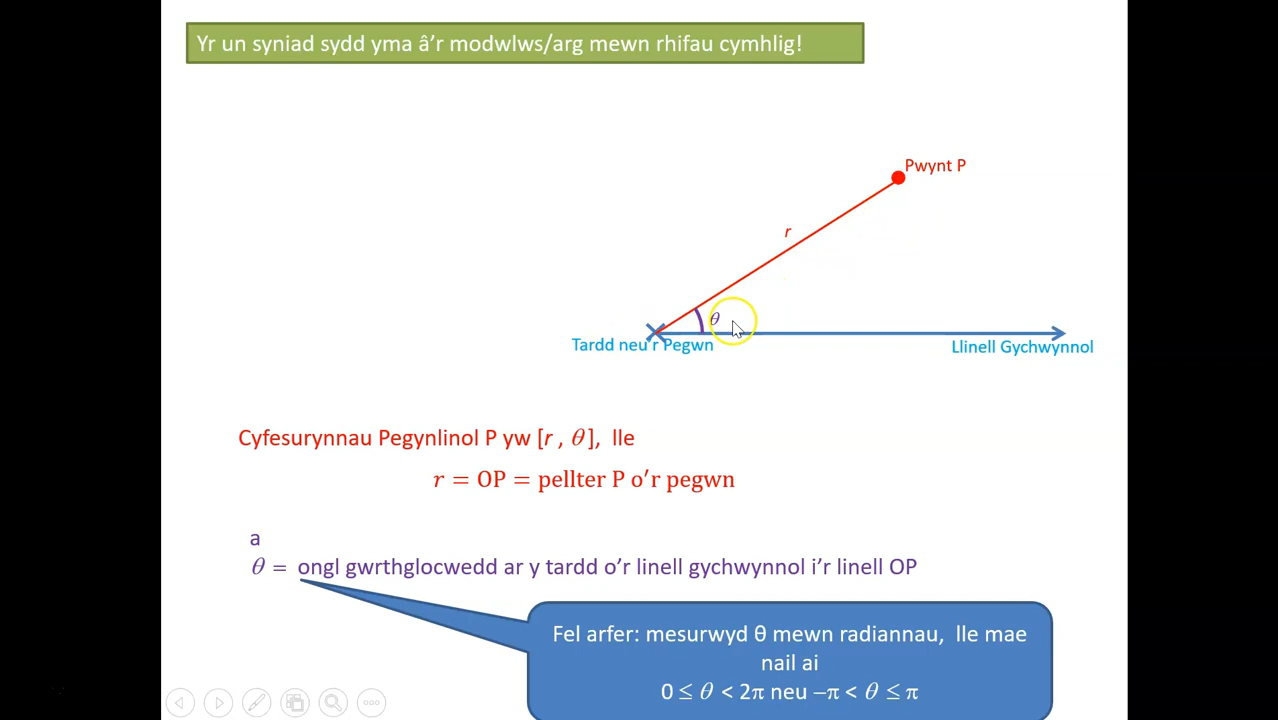 Yr un syniad sydd yma â’r modwlws/arg mewn rhifau cymhlig!
Pwynt P
r
θ
Tardd neu’r Pegwn
Llinell Gychwynnol
Cyfesurynnau Pegynlinol P yw [r , θ], lle
r = OP = pellter P o′r pegwn
a
θ = ongl gwrthglocwedd ar y tardd o’r linell gychwynnol i’r linell OP
Fel arfer: mesurwyd θ mewn radiannau, lle mae
nail ai
0 ≤ θ < 2π neu –π < θ ≤ π